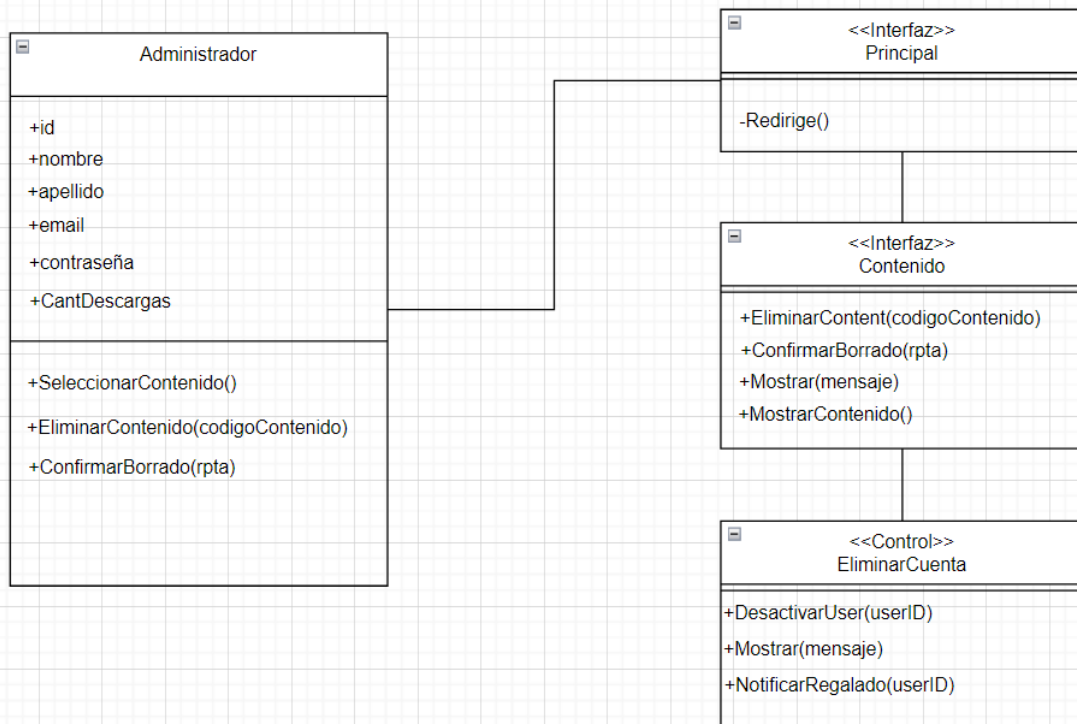 Administrador
+id
+nombre
+apellido
+email
+contraseña
+CantDescargas
+SeleccionarContenido()
+EliminarContenido(codigoContenido)
+ConfirmarBorrado(rpta)
<<Interfaz>>
Principal
-Redirige()
<<Interfaz>>
Contenido
+EliminarContent(codigoContenido)
+ConfirmarBorrado(rpta)
+Mostrar(mensaje)
+MostrarContenido()
<<Control>>
EliminarCuenta
+DesactivarUser(userID)
+Mostrar(mensaje)
+NotificarRegalado(userID)